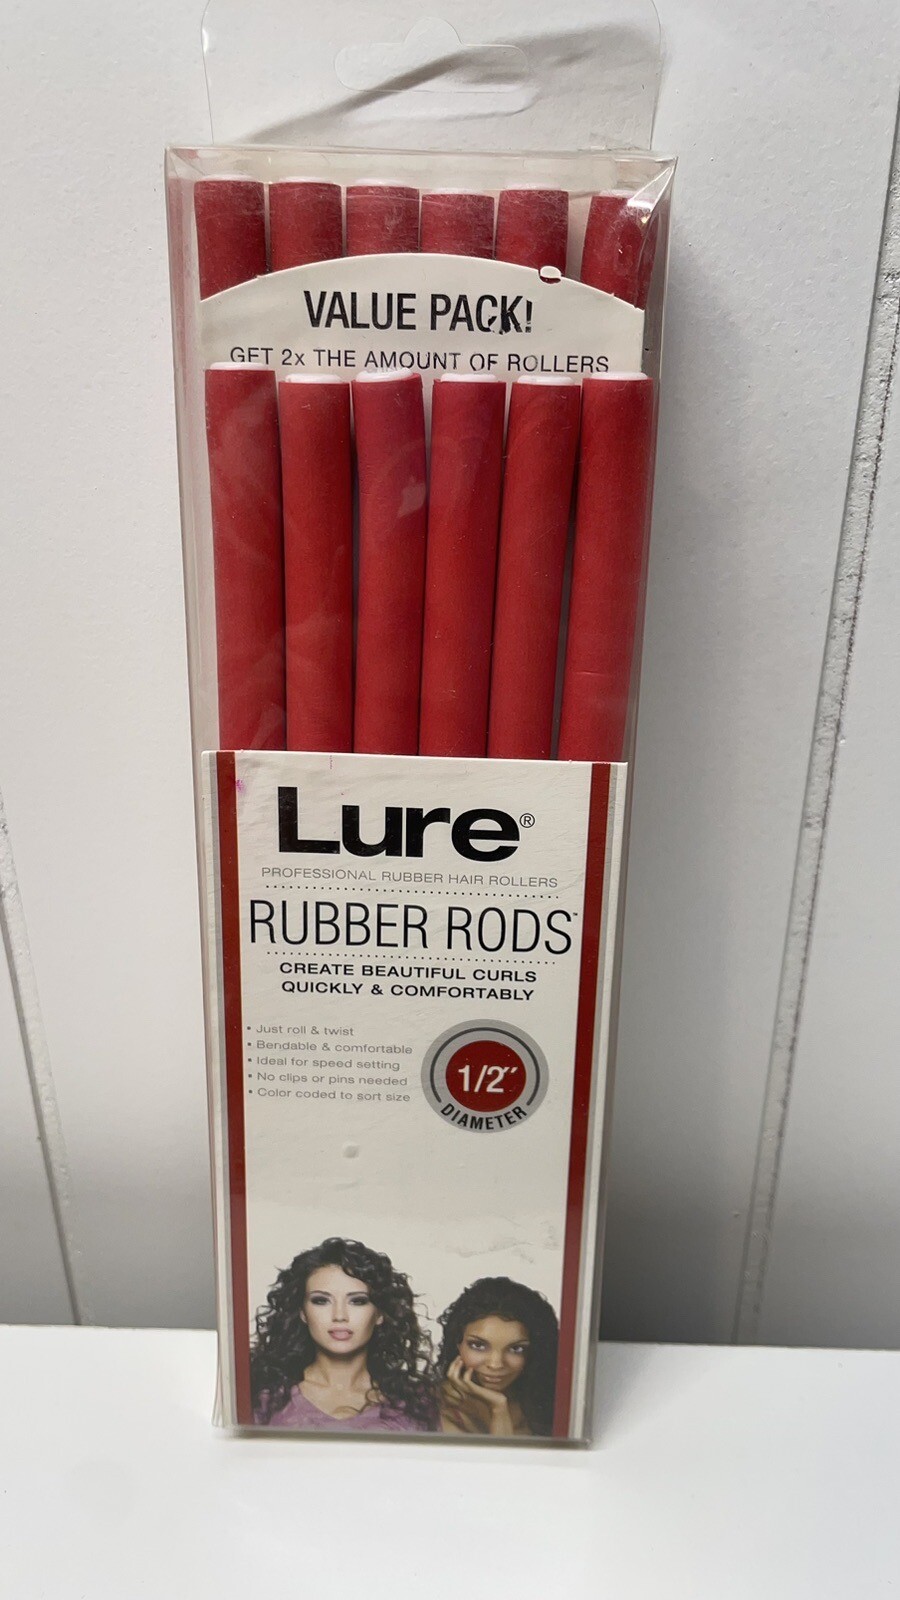 VALUE PACK!
GET 2x THE AMOUNT OF ROLLERS
Lure®
PROFESSIONAL RUBBER HAIR ROLLERS
RUBBER RODS™
CREATE BEAUTIFUL CURLS
QUICKLY & COMFORTABLY
• Just roll & twist
• Bendable & comfortable
• Ideal for speed setting
• No clips or pins needed
• Color coded to sort size
1/2″
DIAMETER